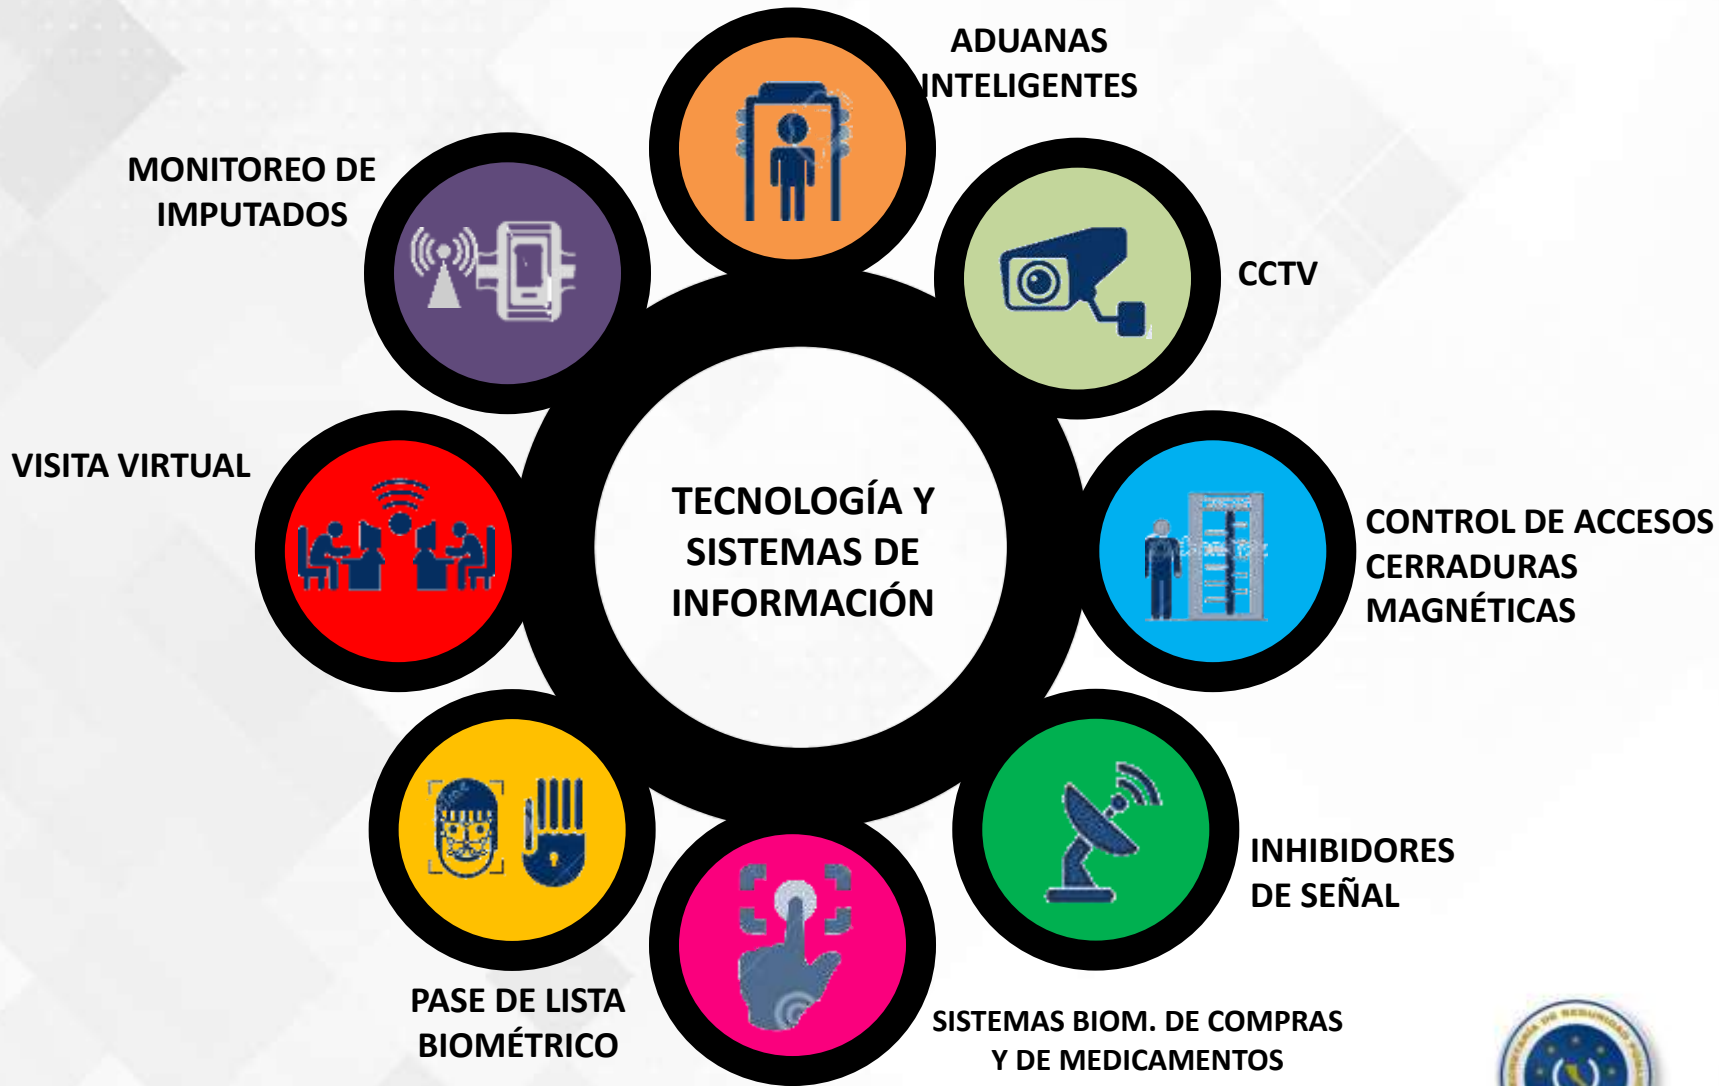 ADUANAS
INTELIGENTES
MONITOREO DE
IMPUTADOS
CCTV
VISITA VIRTUAL
TECNOLOGÍA Y
SISTEMAS DE
INFORMACIÓN
CONTROL DE ACCESOS
CERRADURAS
MAGNÉTICAS
INHIBIDORES
DE SEÑAL
PASE DE LISTA
BIOMÉTRICO
SISTEMAS BIOM. DE COMPRAS
Y DE MEDICAMENTOS